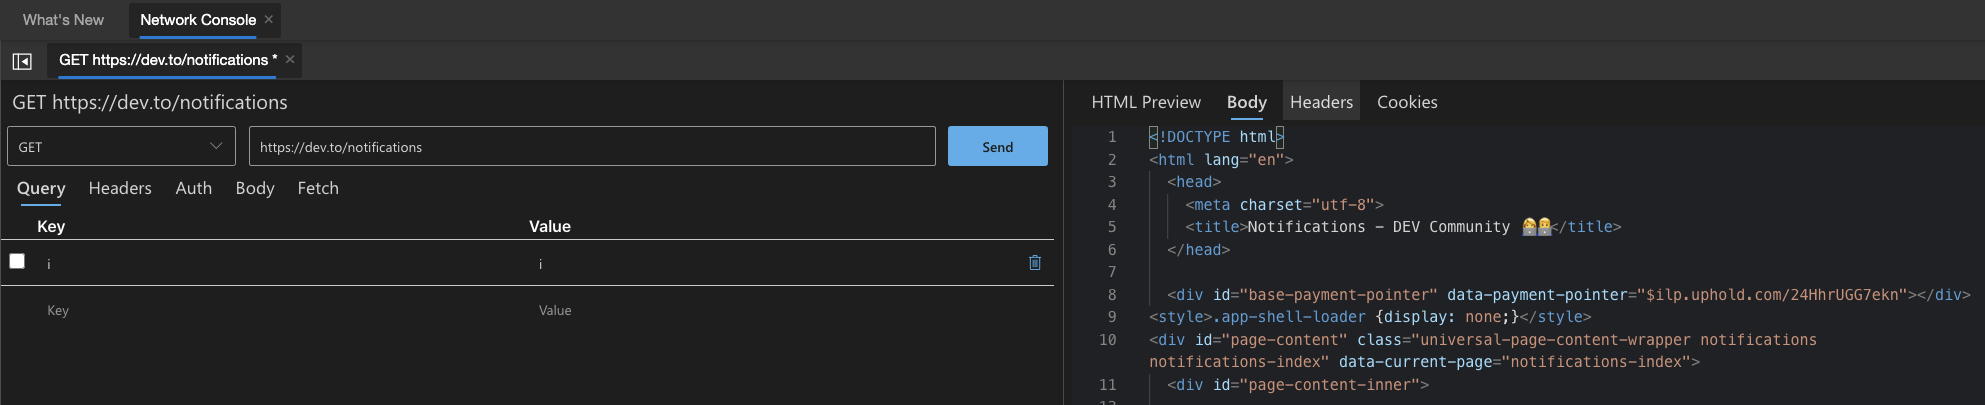 What's New Network Console ×
GET https://dev.to/notifications * ×
GET https://dev.to/notifications
GET https://dev.to/notifications Send
Query Headers Auth Body Fetch
Key Value
i i
Key Value
HTML Preview Body Headers Cookies
1 <!DOCTYPE html>
2 <html lang="en">
3 <head>
4 <meta charset="utf-8">
5 <title>Notifications - DEV Community 👩‍💻👨‍💻</title>
6 </head>
7
8 <div id="base-payment-pointer" data-payment-pointer="$ilp.uphold.com/24HhrUGG7ekn"></div>
9 <style>.app-shell-loader {display: none;}</style>
10 <div id="page-content" class="universal-page-content-wrapper notifications
notifications-index" data-current-page="notifications-index">
11 <div id="page-content-inner">